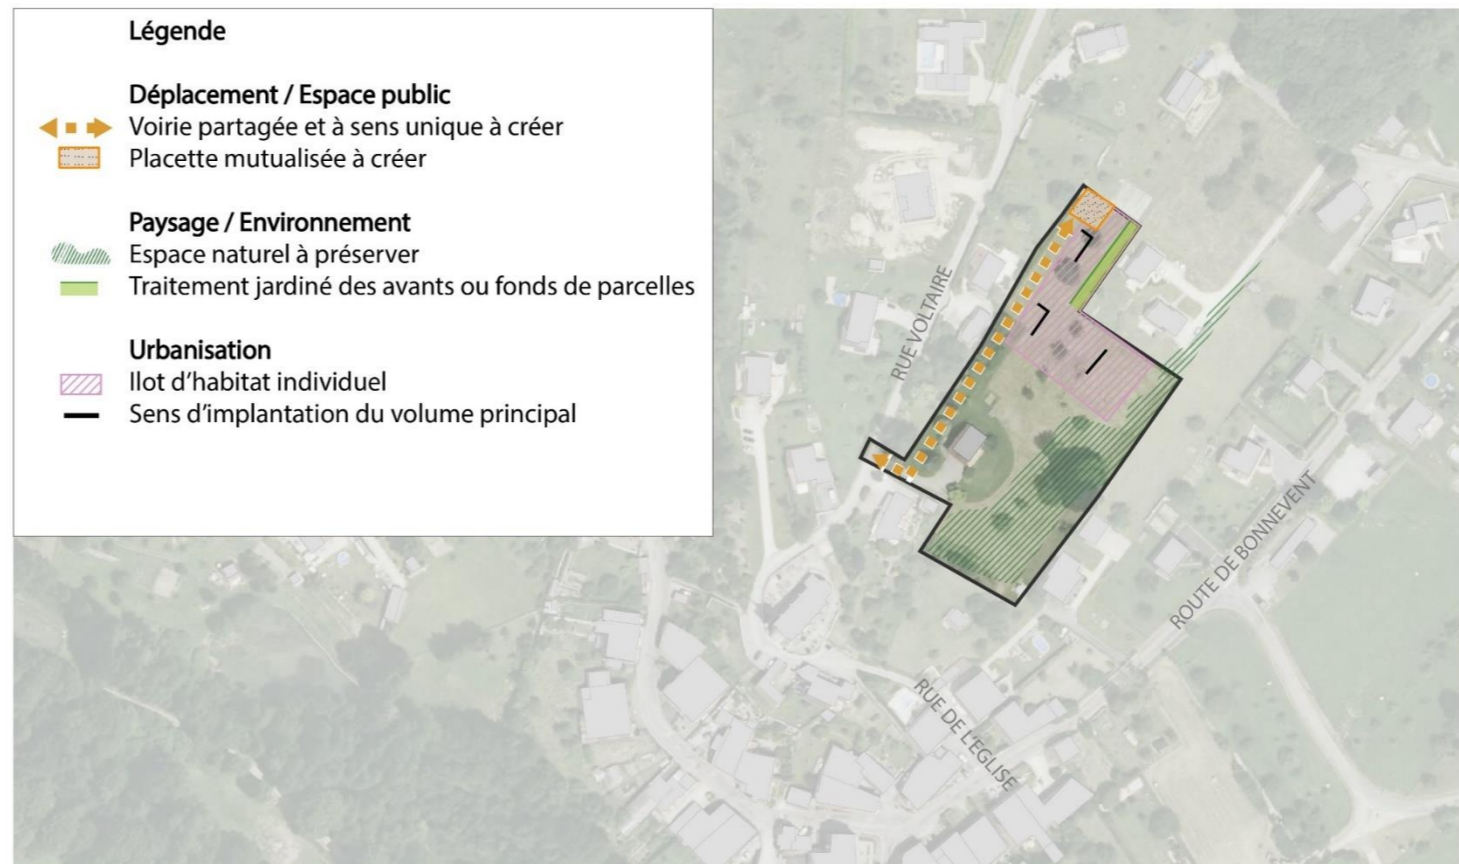 Légende
Déplacement / Espace public
Voirie partagée et à sens unique à créer
Placette mutualisée à créer
Paysage / Environnement
Espace naturel à préserver
Traitement jardiné des avants ou fonds de parcelles
Urbanisation
Ilot d'habitat individuel
Sens d'implantation du volume principal
RUE VOLTAIRE
ROUTE DE BONNEVENT
RUE DE L'EGLISE